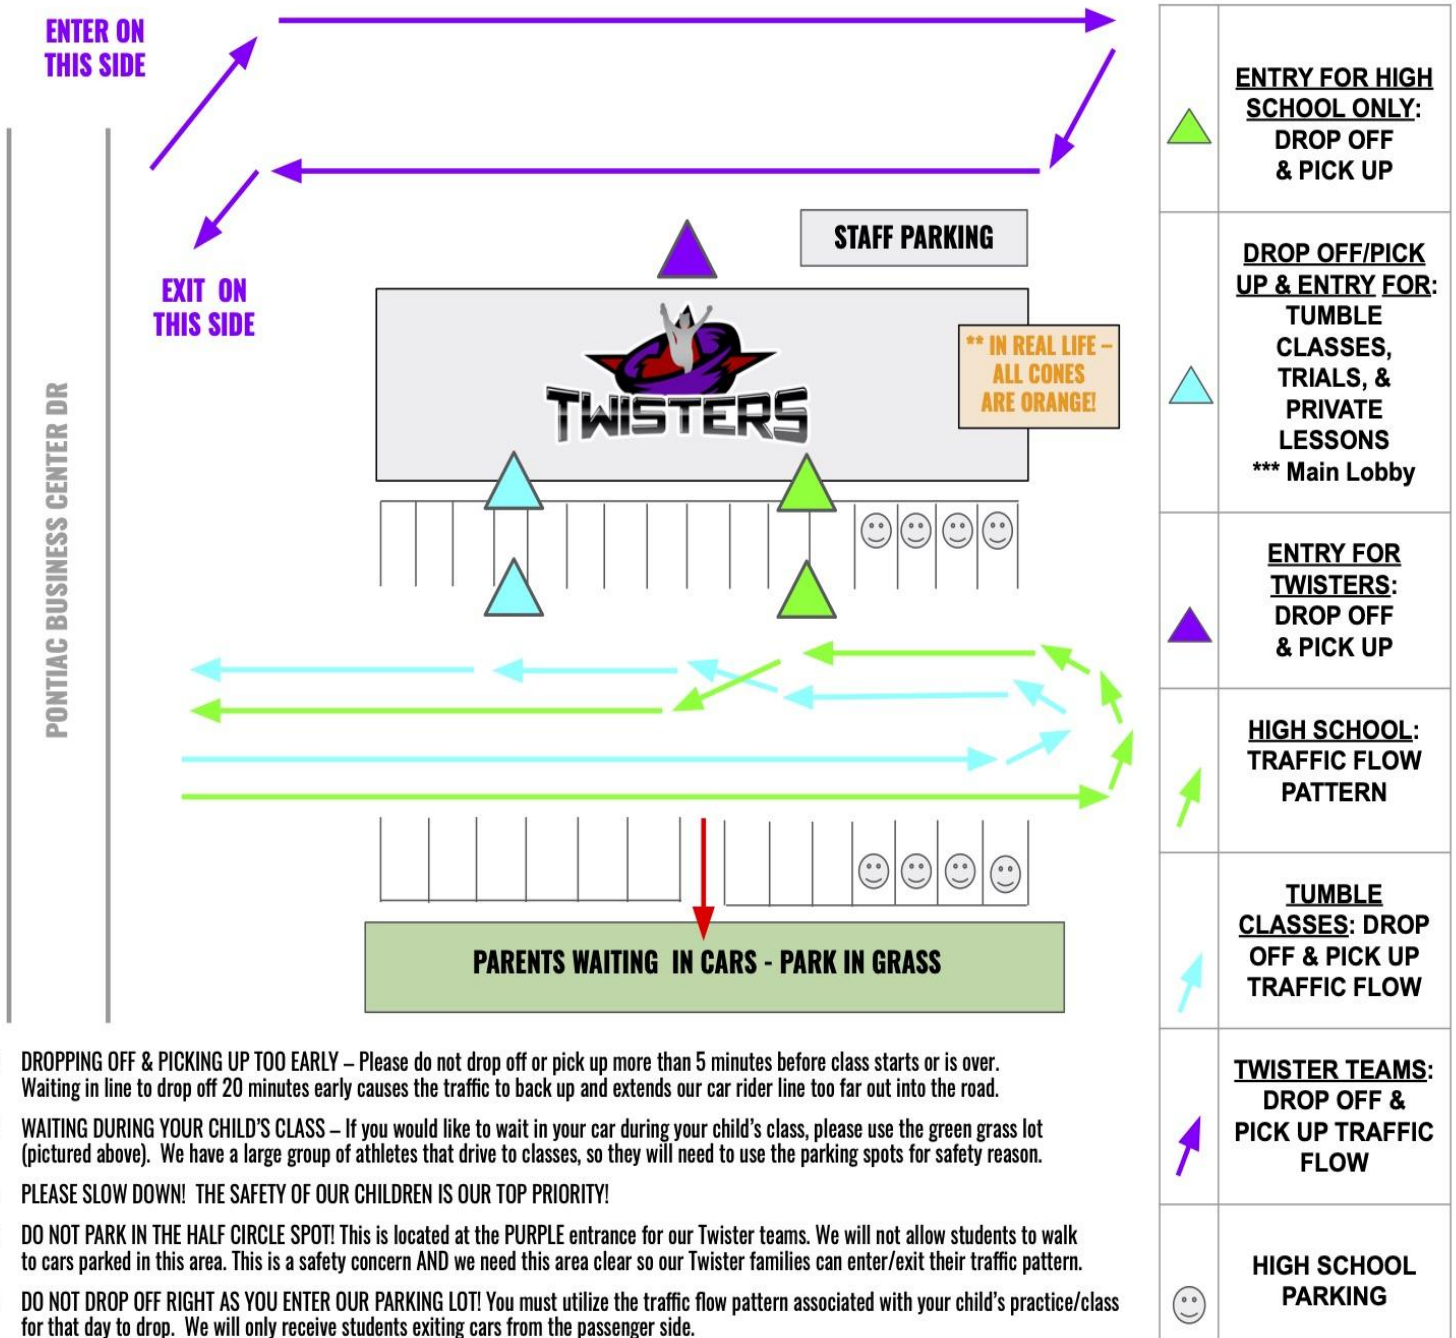 ENTER ON
THIS SIDE
EXIT ON
THIS SIDE
PONTIAC BUSINESS CENTER DR
STAFF PARKING
TWISTERS
** IN REAL LIFE –
ALL CONES
ARE ORANGE!
PARENTS WAITING IN CARS - PARK IN GRASS
DROPPING OFF & PICKING UP TOO EARLY – Please do not drop off or pick up more than 5 minutes before class starts or is over.
Waiting in line to drop off 20 minutes early causes the traffic to back up and extends our car rider line too far out into the road.
WAITING DURING YOUR CHILD'S CLASS – If you would like to wait in your car during your child's class, please use the green grass lot
(pictured above). We have a large group of athletes that drive to classes, so they will need to use the parking spots for safety reason.
PLEASE SLOW DOWN! THE SAFETY OF OUR CHILDREN IS OUR TOP PRIORITY!
DO NOT PARK IN THE HALF CIRCLE SPOT! This is located at the PURPLE entrance for our Twister teams. We will not allow students to walk
to cars parked in this area. This is a safety concern AND we need this area clear so our Twister families can enter/exit their traffic pattern.
DO NOT DROP OFF RIGHT AS YOU ENTER OUR PARKING LOT! You must utilize the traffic flow pattern associated with your child's practice/class
for that day to drop. We will only receive students exiting cars from the passenger side.
ENTRY FOR HIGH
SCHOOL ONLY:
DROP OFF
& PICK UP
DROP OFF/PICK
UP & ENTRY FOR:
TUMBLE
CLASSES,
TRIALS, &
PRIVATE
LESSONS
*** Main Lobby
ENTRY FOR
TWISTERS:
DROP OFF
& PICK UP
HIGH SCHOOL:
TRAFFIC FLOW
PATTERN
TUMBLE
CLASSES: DROP
OFF & PICK UP
TRAFFIC FLOW
TWISTER TEAMS:
DROP OFF &
PICK UP TRAFFIC
FLOW
HIGH SCHOOL
PARKING